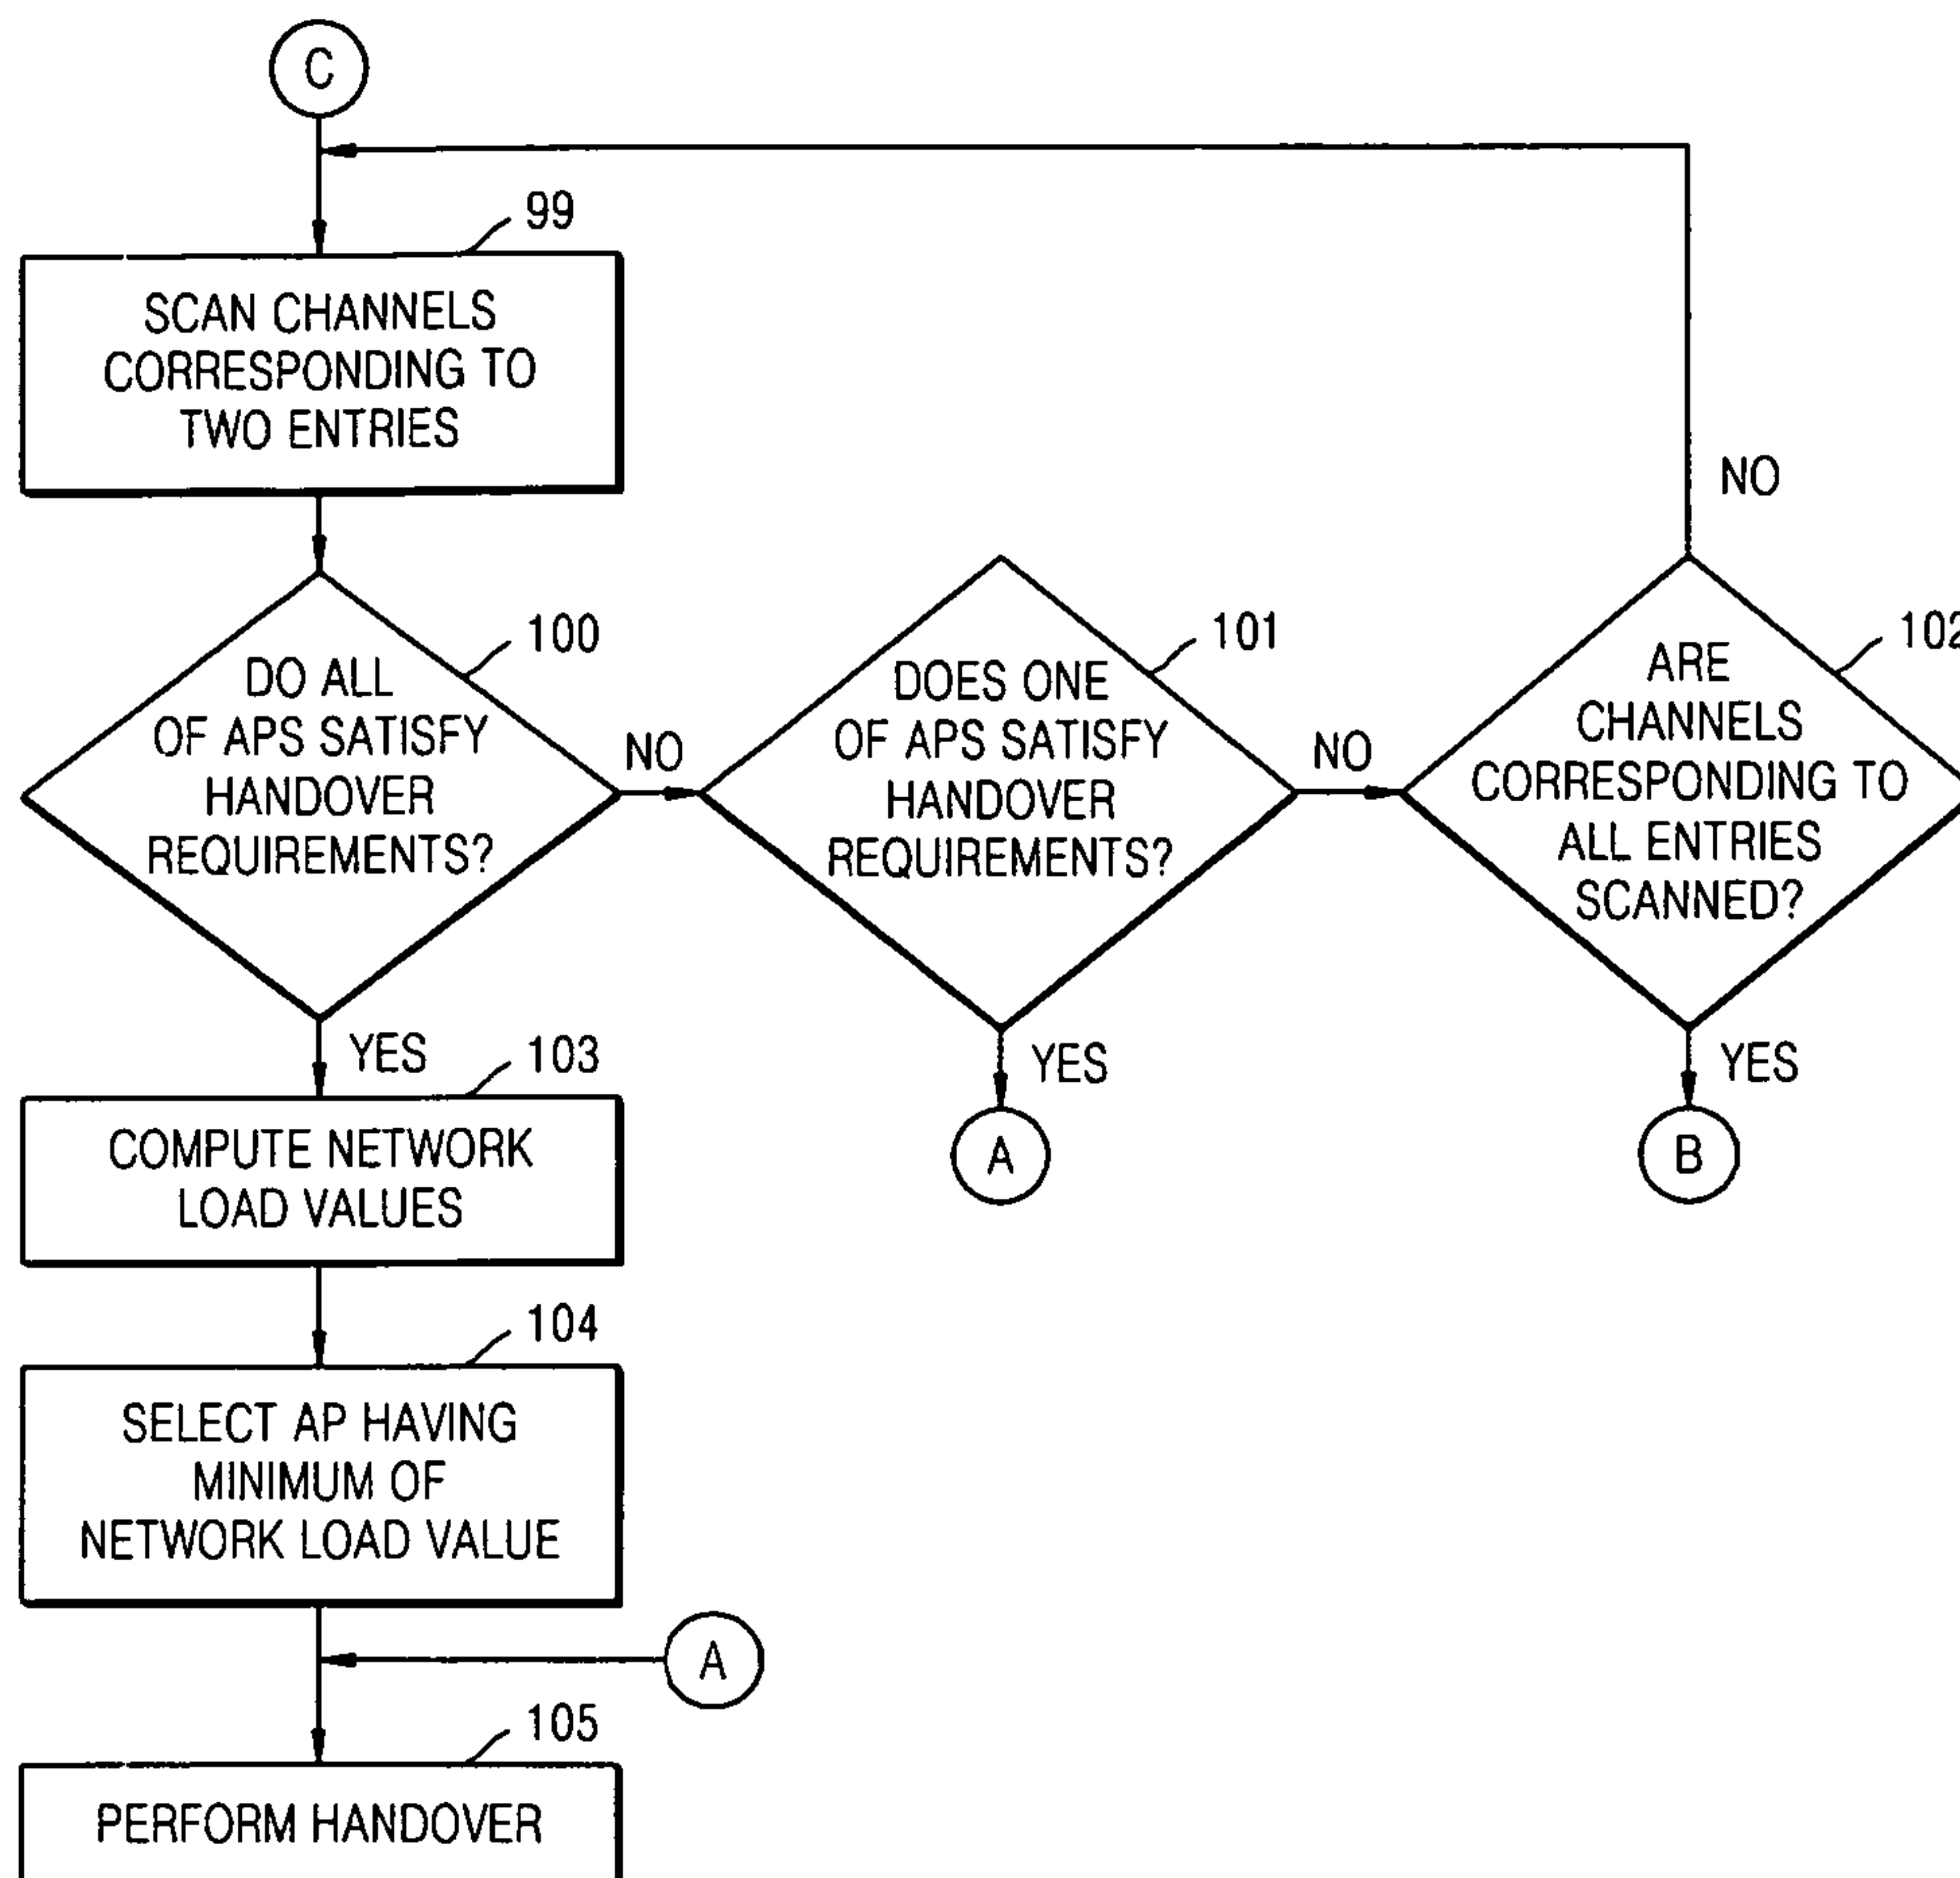 C
99
SCAN CHANNELS
CORRESPONDING TO
TWO ENTRIES
NO
100
DO ALL
OF APS SATISFY
HANDOVER
REQUIREMENTS?
NO
101
DOES ONE
OF APS SATISFY
HANDOVER
REQUIREMENTS?
NO
102
ARE
CHANNELS
CORRESPONDING TO
ALL ENTRIES
SCANNED?
YES
YES
YES
A
B
103
COMPUTE NETWORK
LOAD VALUES
104
SELECT AP HAVING
MINIMUM OF
NETWORK LOAD VALUE
A
105
PERFORM HANDOVER